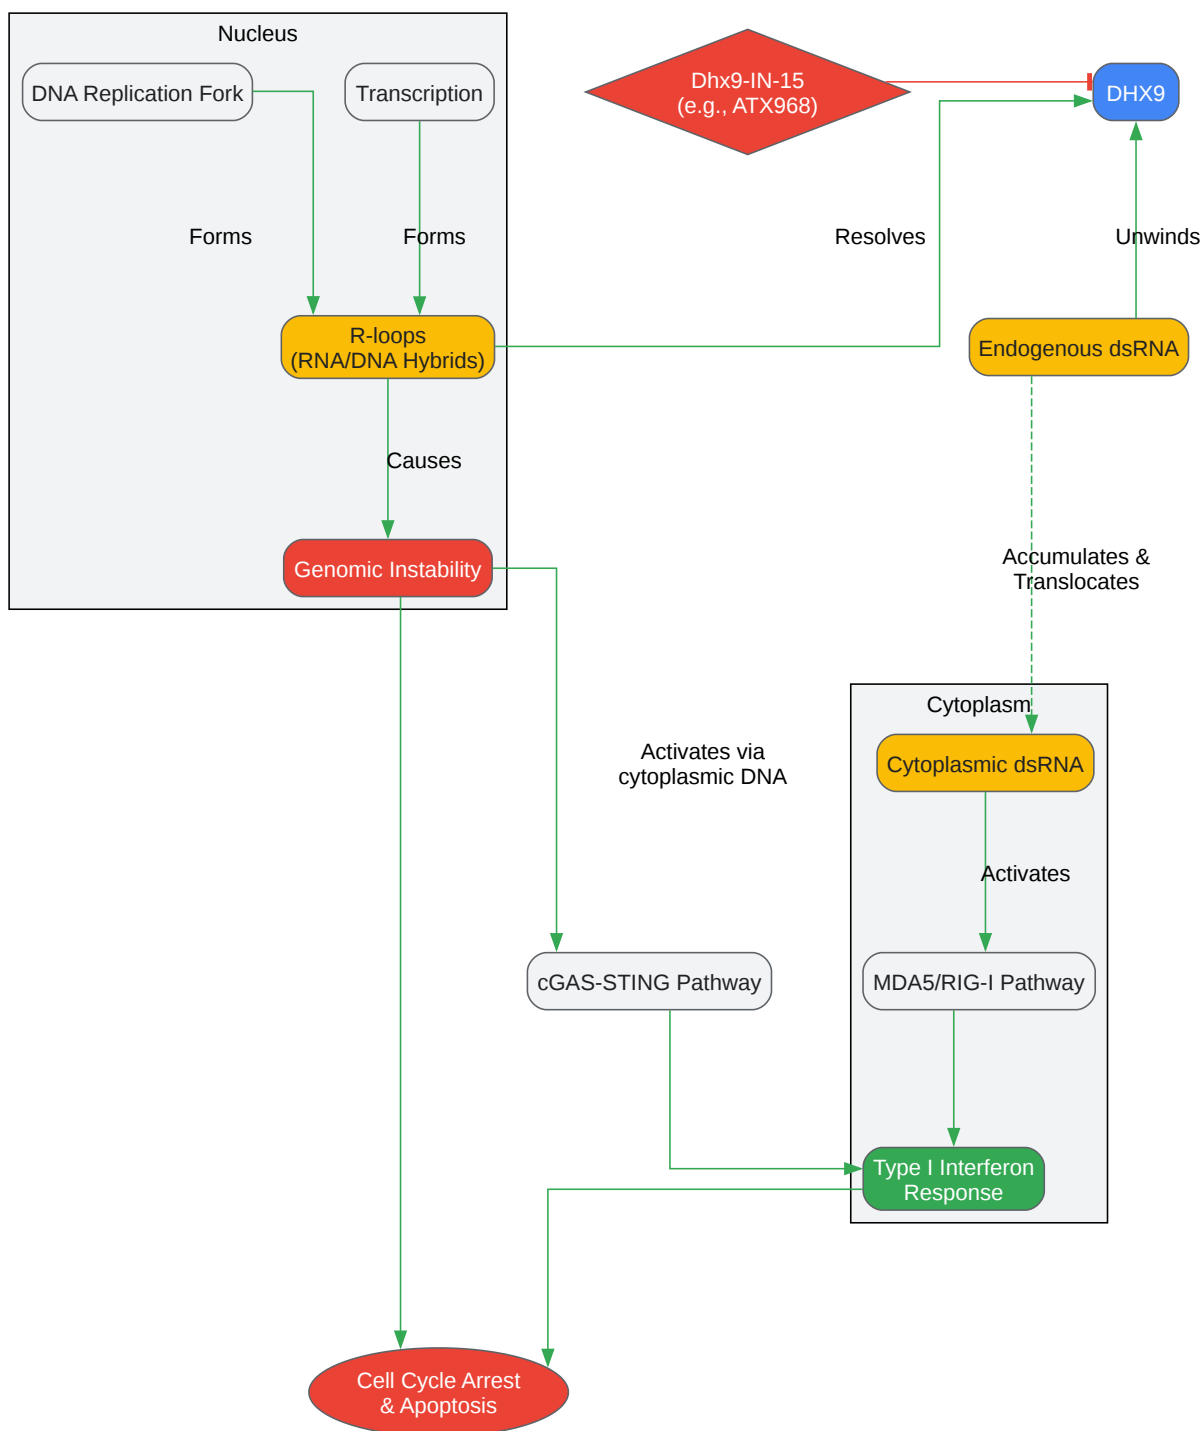 Nucleus
DNA Replication Fork
Transcription
Dhx9-IN-15
(e.g., ATX968)
DHX9
Forms
Forms
Resolves
Unwinds
R-loops
(RNA/DNA Hybrids)
Endogenous dsRNA
Causes
Genomic Instability
Accumulates &
Translocates
Cytoplasm
Activates via
cytoplasmic DNA
Cytoplasmic dsRNA
Activates
cGAS-STING Pathway
MDA5/RIG-I Pathway
Type I Interferon
Response
Cell Cycle Arrest
& Apoptosis